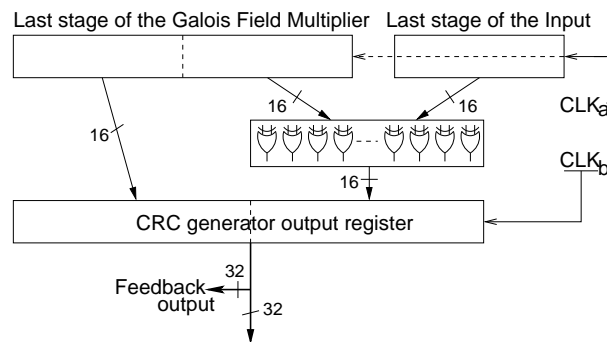 Last stage of the Galois Field Multiplier
Last stage of the Input
16
16
16
CLKa
16
CLKb
CRC generator output register
32
Feedback
output
32